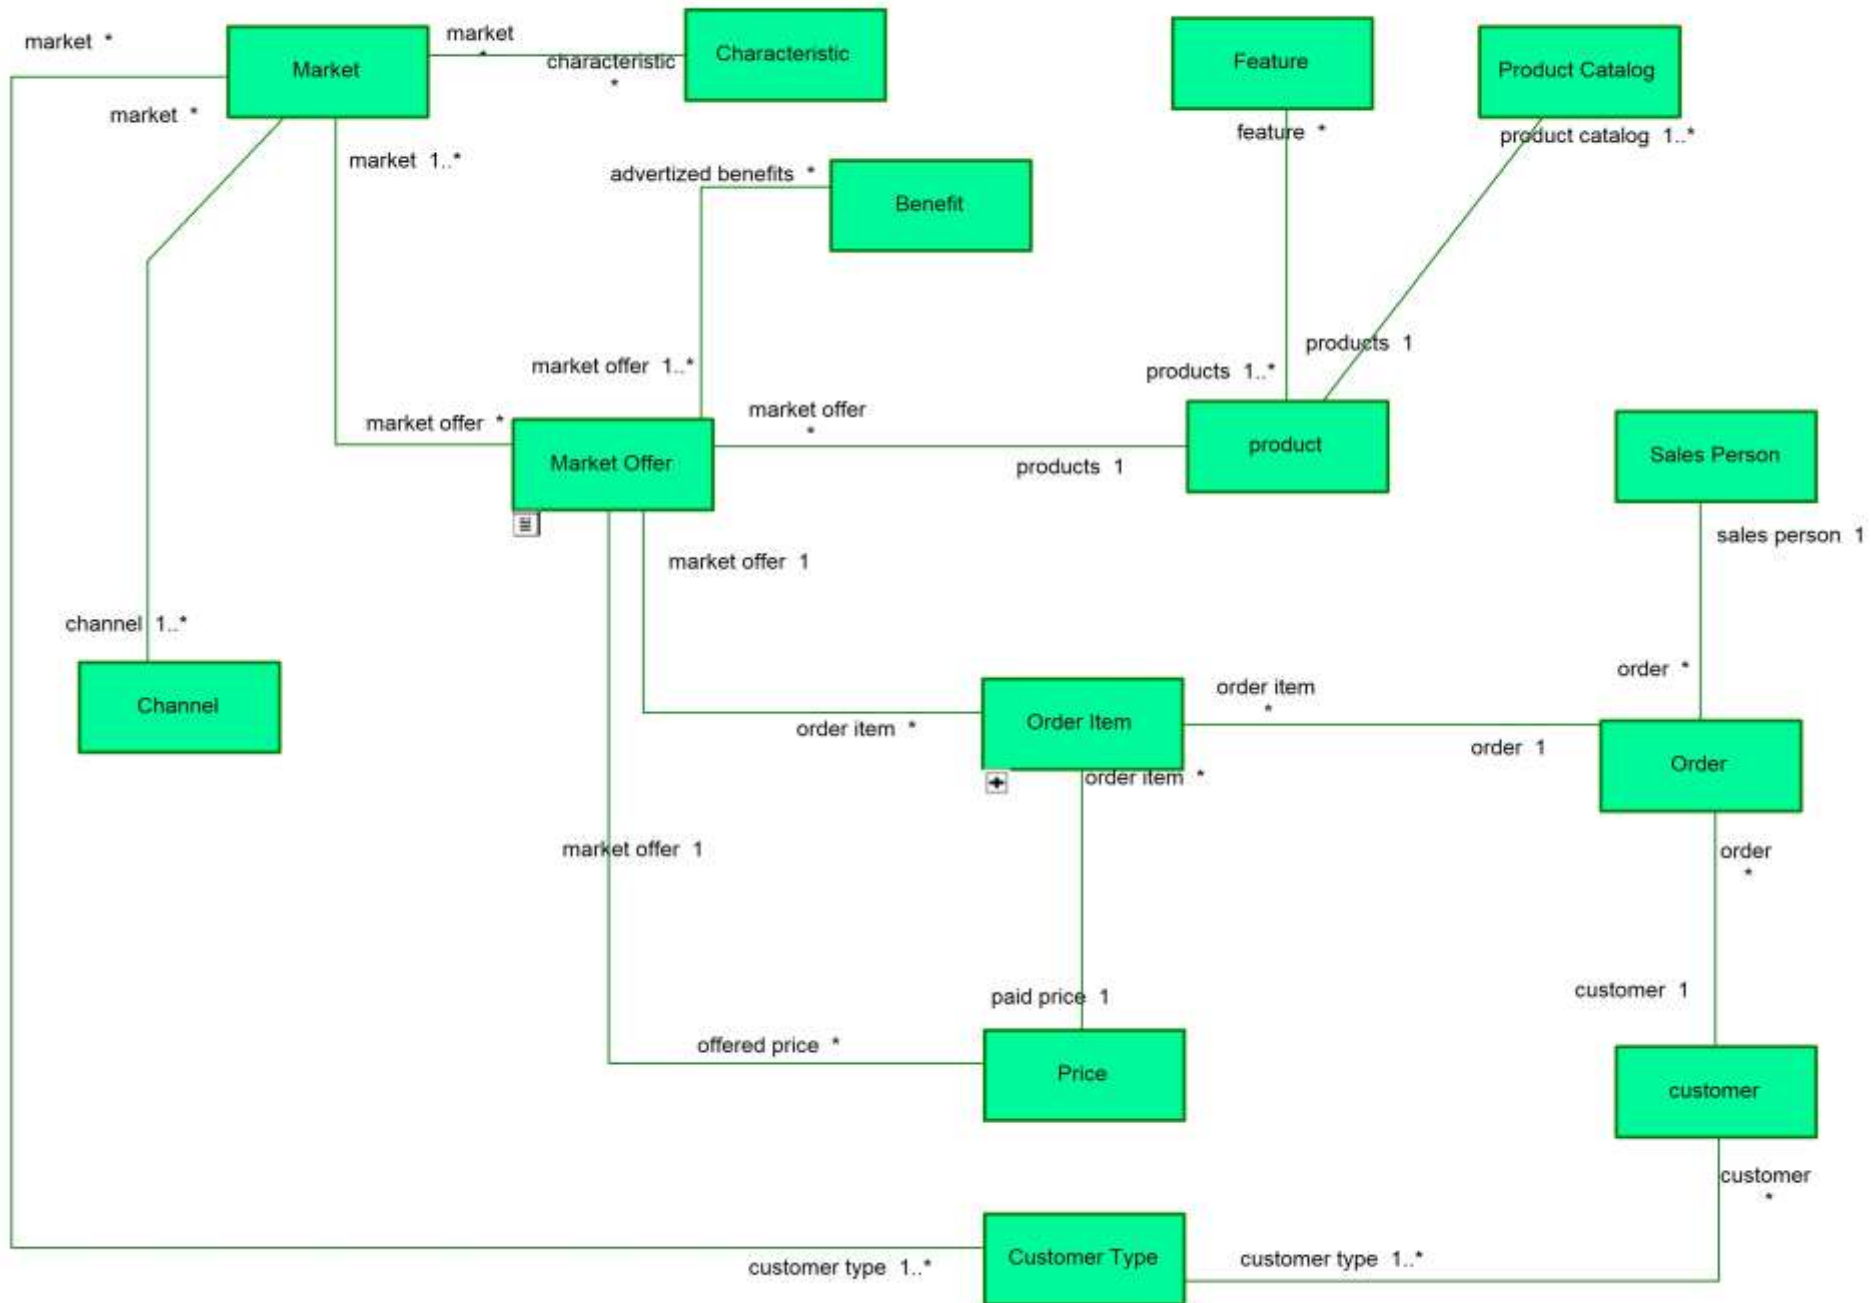 market *
Market
market *
market
*
characteristic
*
Characteristic
Feature
Product Catalog
market 1..*
feature *
product catalog 1..*
advertized benefits *
Benefit
market offer 1..*
products 1..*
products 1
market offer *
market offer
*
Market Offer
products 1
product
Sales Person
sales person 1
market offer 1
channel 1..*
Channel
order item *
Order Item
order item
*
order *
order 1
Order
order item *
market offer 1
order
*
paid price 1
customer 1
offered price *
Price
customer
customer
*
customer type 1..*
Customer Type
customer type 1..*